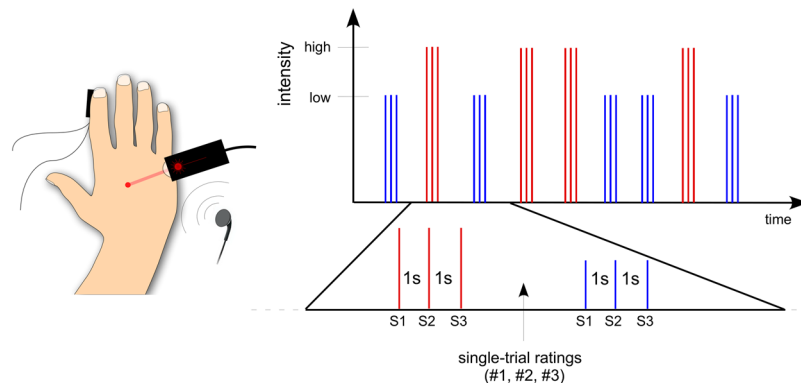 intensity
high
low
time
1s 1s
1s 1s
S1 S2 S3
S1 S2 S3
single-trial ratings
(#1, #2, #3)